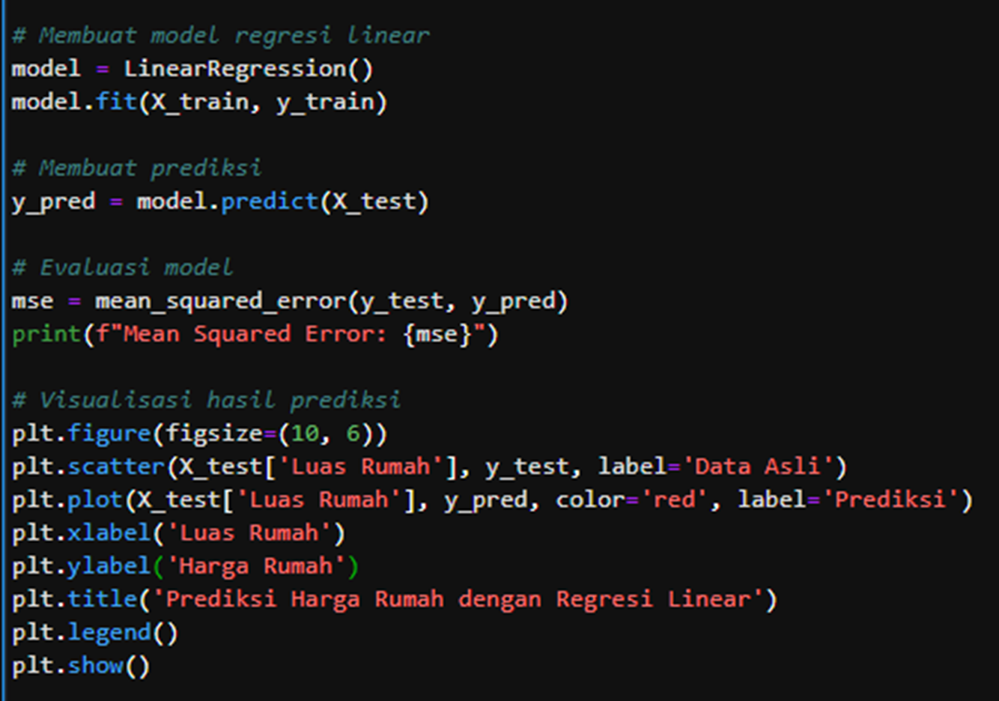 # Membuat model regresi linear
model = LinearRegression()
model.fit(X_train, y_train)
# Membuat prediksi
y_pred = model.predict(X_test)
# Evaluasi model
mse = mean_squared_error(y_test, y_pred)
print(f"Mean Squared Error: {mse}")
# Visualisasi hasil prediksi
plt.figure(figsize=(10, 6))
plt.scatter(X_test['Luas Rumah'], y_test, label='Data Asli')
plt.plot(X_test['Luas Rumah'], y_pred, color='red', label='Prediksi')
plt.xlabel('Luas Rumah')
plt.ylabel('Harga Rumah')
plt.title('Prediksi Harga Rumah dengan Regresi Linear')
plt.legend()
plt.show()